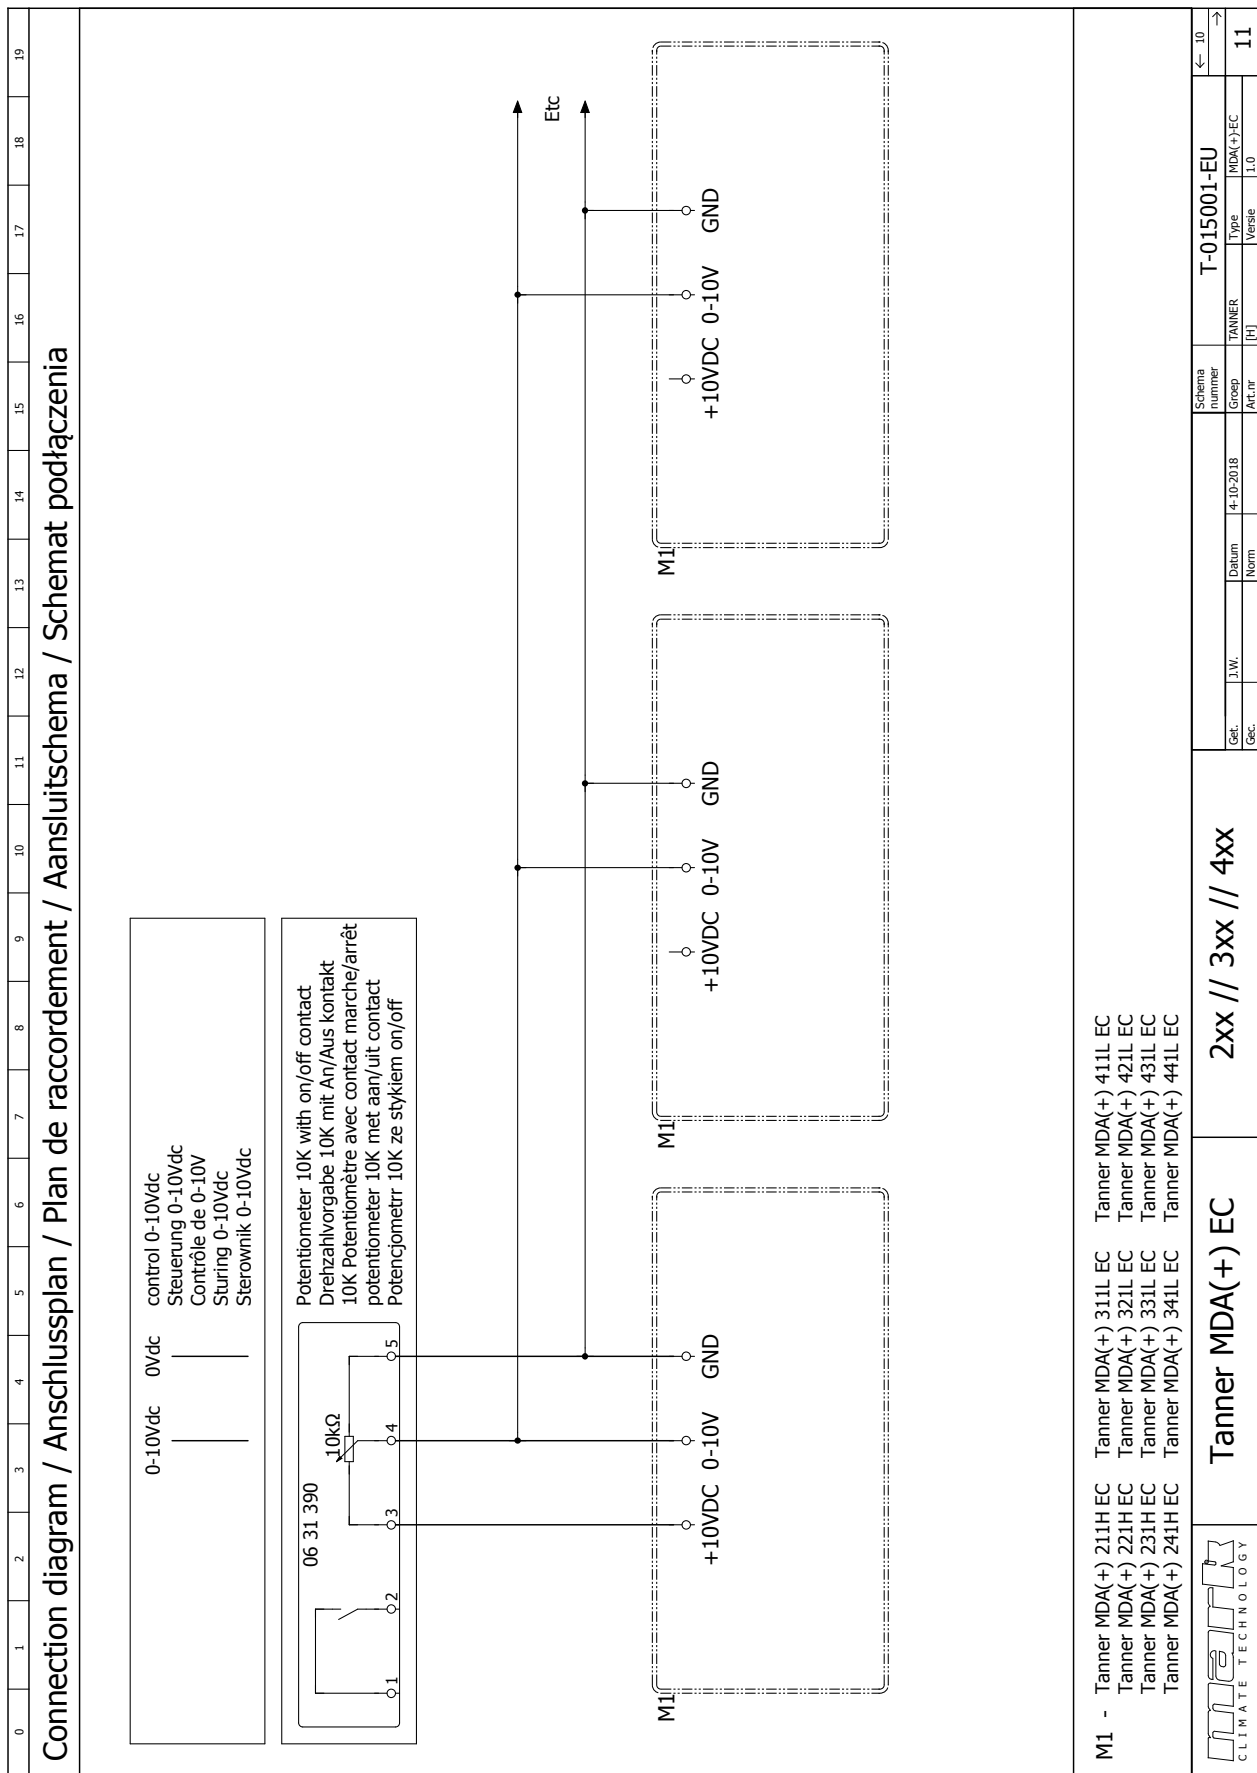 0 1 2 3 4 5 6 7 8 9 10 11 12 13 14 15 16 17 18 19
Connection diagram / Anschlussplan / Plan de raccordement / Aansluitschema / Schemat podłączenia
0-10Vdc 0Vdc
control 0-10Vdc
Steuerung 0-10Vdc
Contrôle de 0-10V
Sturing 0-10Vdc
Sterownik 0-10Vdc
06 31 390
10kΩ
1 2 3 4 5
Potentiometer 10K with on/off contact
Drehzahlvorgabe 10K mit An/Aus kontakt
10K Potentiomètre avec contact marche/arrêt
potentiometer 10K met aan/uit contact
Potencjometrr 10K ze stykiem on/off
Etc
M1
+10VDC 0-10V GND
M1
+10VDC 0-10V GND
M1
+10VDC 0-10V GND
M1 - Tanner MDA(+) 211H EC Tanner MDA(+) 311L EC Tanner MDA(+) 411L EC
Tanner MDA(+) 221H EC Tanner MDA(+) 321L EC Tanner MDA(+) 421L EC
Tanner MDA(+) 231H EC Tanner MDA(+) 331L EC Tanner MDA(+) 431L EC
Tanner MDA(+) 241H EC Tanner MDA(+) 341L EC Tanner MDA(+) 441L EC
mark
CLIMATE TECHNOLOGY
Tanner MDA(+) EC
2xx // 3xx // 4xx
Schema nummer T-015001-EU
← 10 →
Get. J.W. Datum 4-10-2018 Groep TANNER Type MDA(+)-EC
Gec. Norm Art.nr [H] Versie 1.0
11